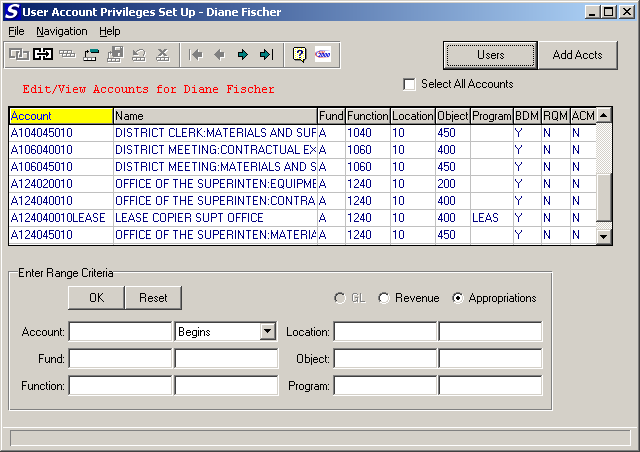 S User Account Privileges Set Up - Diane Fischer
File Navigation Help
? 2000
Users Add Accts
Edit/View Accounts for Diane Fischer
Select All Accounts
Account Name Fund Function Location Object Program BDM RQM ACM
A104045010 DISTRICT CLERK:MATERIALS AND SUP A 1040 10 450 Y N N
A106040010 DISTRICT MEETING:CONTRACTUAL EX A 1060 10 400 Y N N
A106045010 DISTRICT MEETING:MATERIALS AND S A 1060 10 450 Y N N
A124020010 OFFICE OF THE SUPERINTEN:EQUIPME A 1240 10 200 Y N N
A124040010 OFFICE OF THE SUPERINTEN:CONTRA A 1240 10 400 Y N N
A124040010LEASE LEASE COPIER SUPT OFFICE A 1240 10 400 LEAS Y N N
A124045010 OFFICE OF THE SUPERINTEN:MATERIA A 1240 10 450 Y N N
Enter Range Criteria
OK Reset GL Revenue Appropriations
Account: Begins Location:
Fund: Object:
Function: Program: